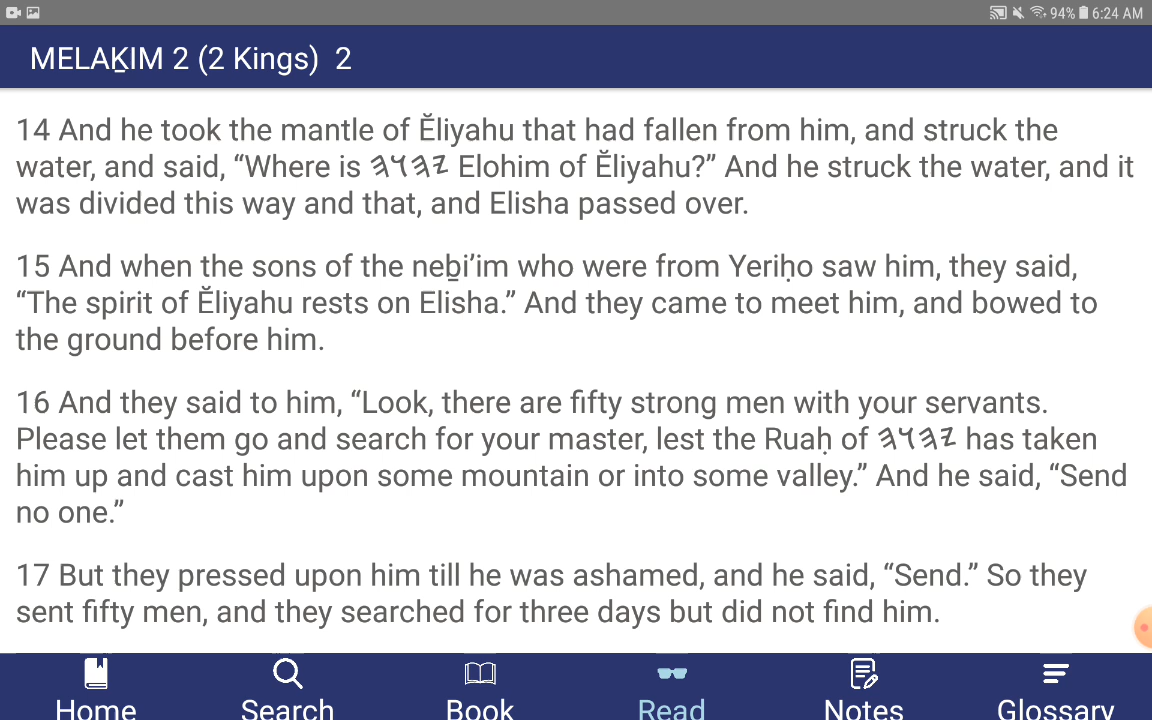 94% 6:24 AM
MELAḴIM 2 (2 Kings) 2
14 And he took the mantle of Ĕliyahu that had fallen from him, and struck the
water, and said, “Where is 𐤉𐤄𐤅𐤄 Elohim of Ĕliyahu?” And he struck the water, and it
was divided this way and that, and Elisha passed over.
15 And when the sons of the neḇi’im who were from Yeriḥo saw him, they said,
“The spirit of Ĕliyahu rests on Elisha.” And they came to meet him, and bowed to
the ground before him.
16 And they said to him, “Look, there are fifty strong men with your servants.
Please let them go and search for your master, lest the Ruaḥ of 𐤉𐤄𐤅𐤄 has taken
him up and cast him upon some mountain or into some valley.” And he said, “Send
no one.”
17 But they pressed upon him till he was ashamed, and he said, “Send.” So they
sent fifty men, and they searched for three days but did not find him.
Home Search Book Read Notes Glossary